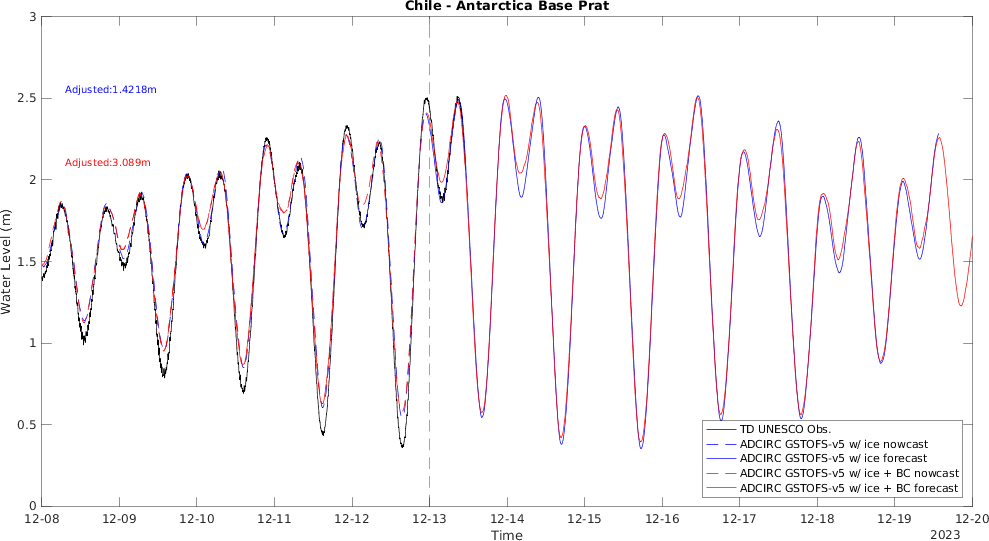 Chile - Antarctica Base Prat
3
2.5
2
1.5
1
0.5
0
Water Level (m)
Adjusted:1.4218m
Adjusted:3.089m
TD UNESCO Obs.
ADCIRC GSTOFS-v5 w/ ice nowcast
ADCIRC GSTOFS-v5 w/ ice forecast
ADCIRC GSTOFS-v5 w/ ice + BC nowcast
ADCIRC GSTOFS-v5 w/ ice + BC forecast
12-08 12-09 12-10 12-11 12-12 12-13 12-14 12-15 12-16 12-17 12-18 12-19 12-20
Time
2023